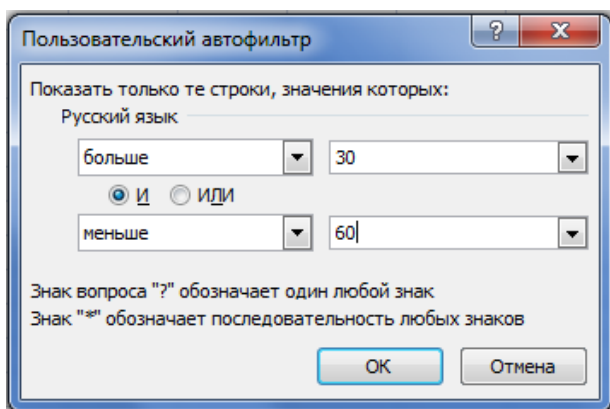 Пользовательский автофильтр
?
Показать только те строки, значения которых:
Русский язык
больше 30
И ИЛИ
меньше 60
Знак вопроса "?" обозначает один любой знак
Знак "*" обозначает последовательность любых знаков
ОК Отмена